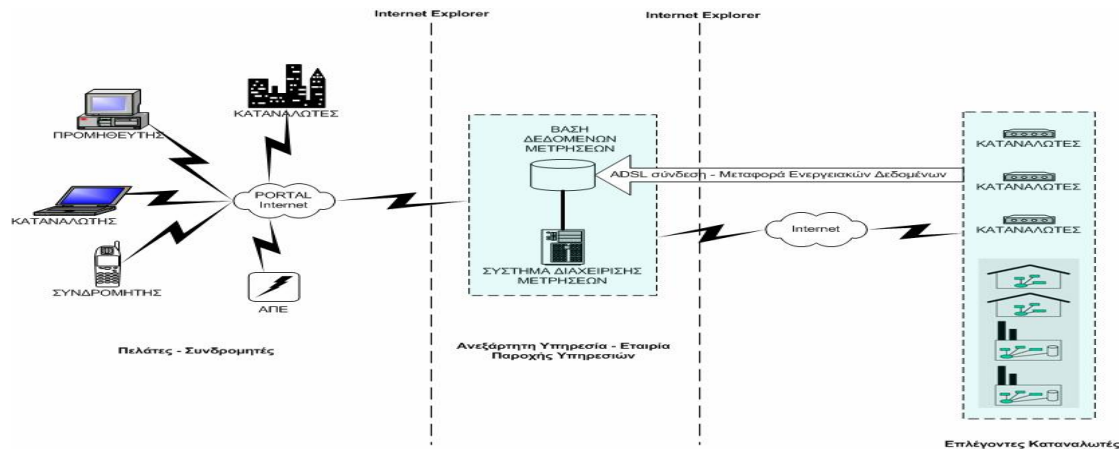 Internet Explorer
Internet Explorer
ΠΡΟΜΗΘΕΥΤΗΣ
ΚΑΤΑΝΑΛΩΤΕΣ
ΚΑΤΑΝΑΛΩΤΗΣ
PORTAL
Internet
ΣΥΝΔΡΟΜΗΤΗΣ
ΑΠΕ
Πελάτες - Συνδρομητές
ΒΑΣΗ
ΔΕΔΟΜΕΝΩΝ
ΜΕΤΡΗΣΕΩΝ
ADSL σύνδεση - Μεταφορά Ενεργειακών Δεδομένων
ΣΥΣΤΗΜΑ ΔΙΑΧΕΙΡΙΣΗΣ
ΜΕΤΡΗΣΕΩΝ
Ανεξάρτητη Υπηρεσία - Εταιρία
Παροχής Υπηρεσιών
Internet
ΚΑΤΑΝΑΛΩΤΕΣ
ΚΑΤΑΝΑΛΩΤΕΣ
ΚΑΤΑΝΑΛΩΤΕΣ
Επλέγοντες Καταναλωτές